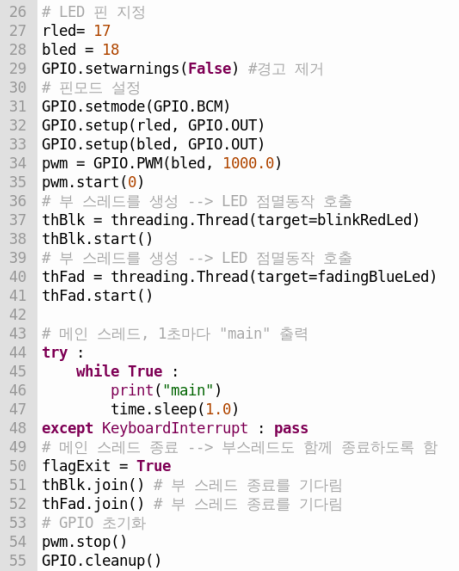 26 # LED 핀 지정
27 rled= 17
28 bled = 18
29 GPIO.setwarnings(False) #경고 제거
30 # 핀모드 설정
31 GPIO.setmode(GPIO.BCM)
32 GPIO.setup(rled, GPIO.OUT)
33 GPIO.setup(bled, GPIO.OUT)
34 pwm = GPIO.PWM(bled, 1000.0)
35 pwm.start(0)
36 # 부 스레드를 생성 --> LED 점멸동작 호출
37 thBlk = threading.Thread(target=blinkRedLed)
38 thBlk.start()
39 # 부 스레드를 생성 --> LED 점멸동작 호출
40 thFad = threading.Thread(target=fadingBlueLed)
41 thFad.start()
42
43 # 메인 스레드, 1초마다 "main" 출력
44 try :
45     while True :
46         print("main")
47         time.sleep(1.0)
48 except KeyboardInterrupt : pass
49 # 메인 스레드 종료 --> 부스레드도 함께 종료하도록 함
50 flagExit = True
51 thBlk.join() # 부 스레드 종료를 기다림
52 thFad.join() # 부 스레드 종료를 기다림
53 # GPIO 초기화
54 pwm.stop()
55 GPIO.cleanup()